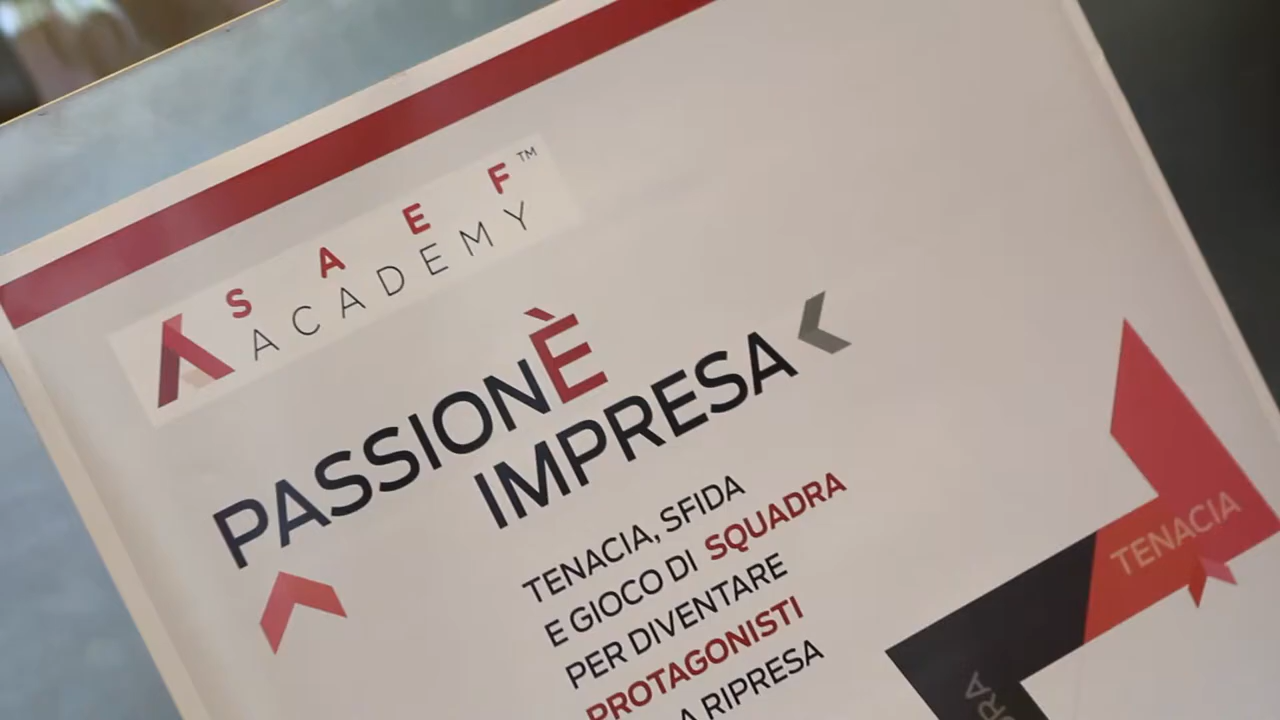 SAEF™
ACADEMY
PASSIONÈ
IMPRESA
TENACIA, SFIDA
E GIOCO DI SQUADRA
PER DIVENTARE
PROTAGONISTI
RIPRESA
TENACIA